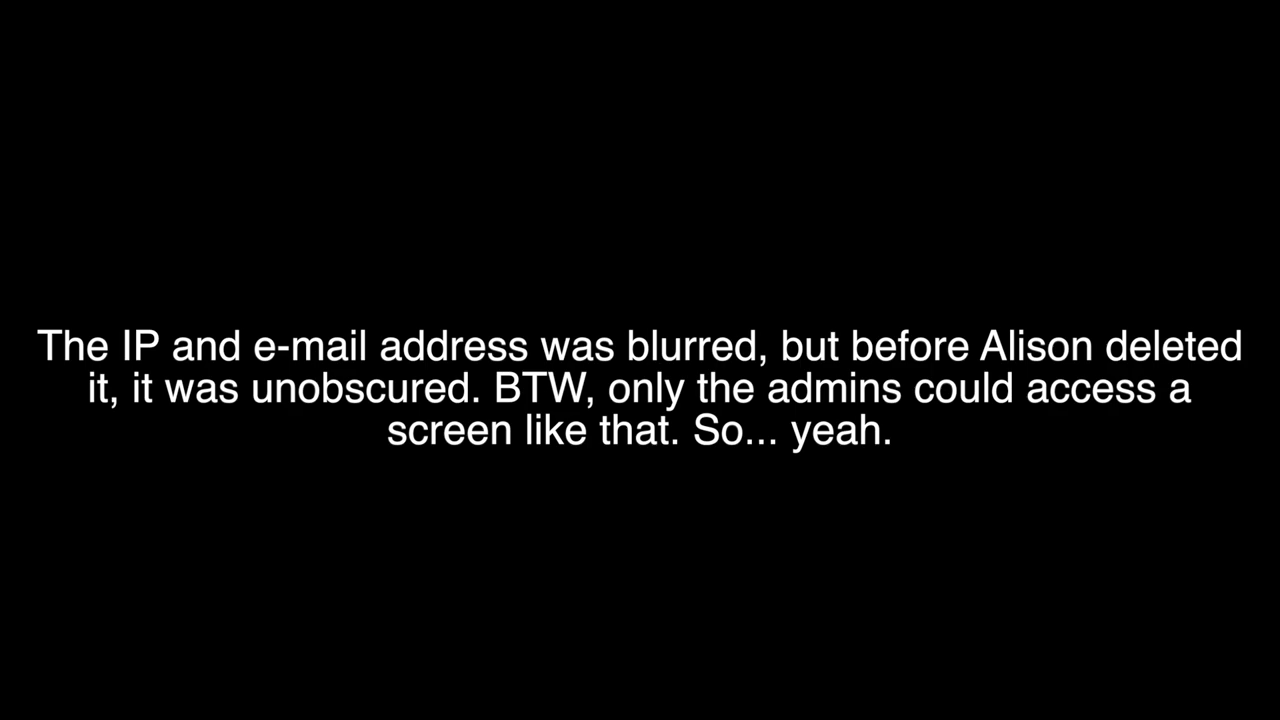 The IP and e-mail address was blurred, but before Alison deleted
it, it was unobscured. BTW, only the admins could access a
screen like that. So... yeah.